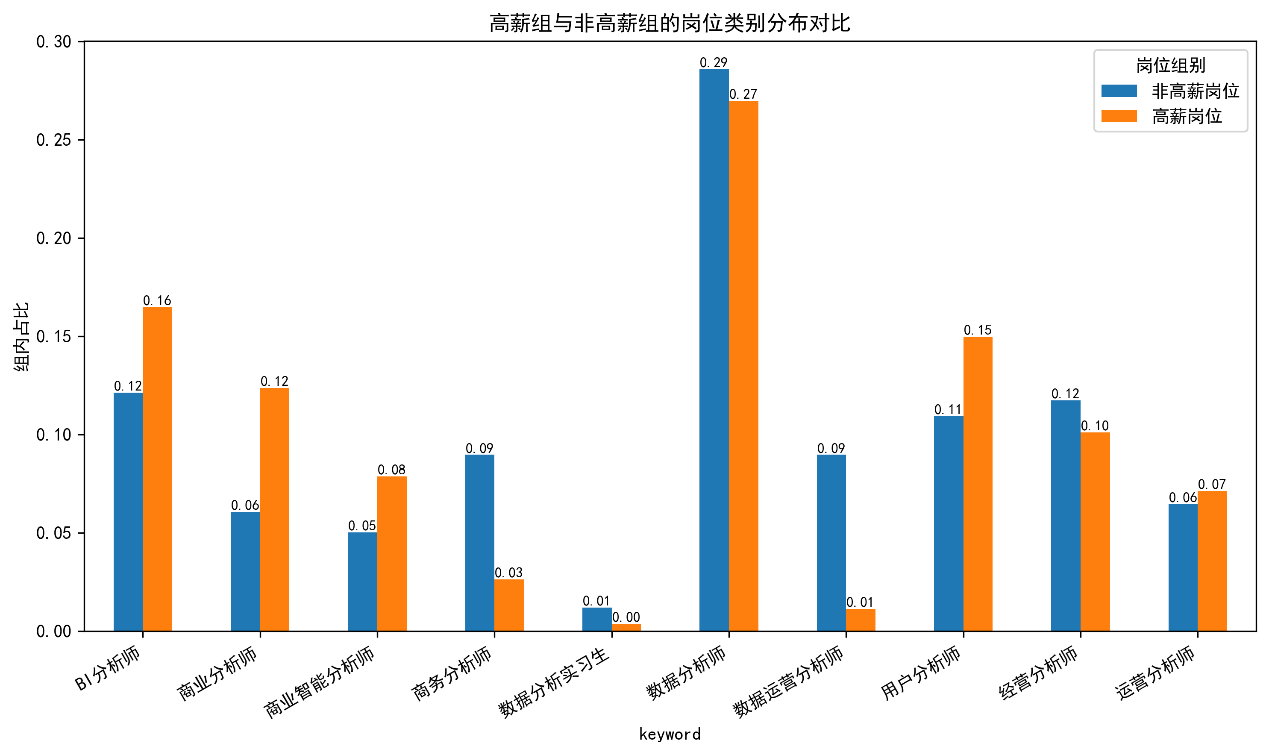 高薪组与非高薪组的岗位类别分布对比
岗位组别
非高薪岗位
高薪岗位
组内占比
0.30
0.25
0.20
0.15
0.10
0.05
0.00
0.12
0.16
0.06
0.12
0.05
0.08
0.09
0.03
0.01
0.00
0.29
0.27
0.09
0.01
0.11
0.15
0.12
0.10
0.06
0.07
BI分析师
商业分析师
商业智能分析师
商务分析师
数据分析实习生
数据分析师
数据运营分析师
用户分析师
经营分析师
运营分析师
keyword